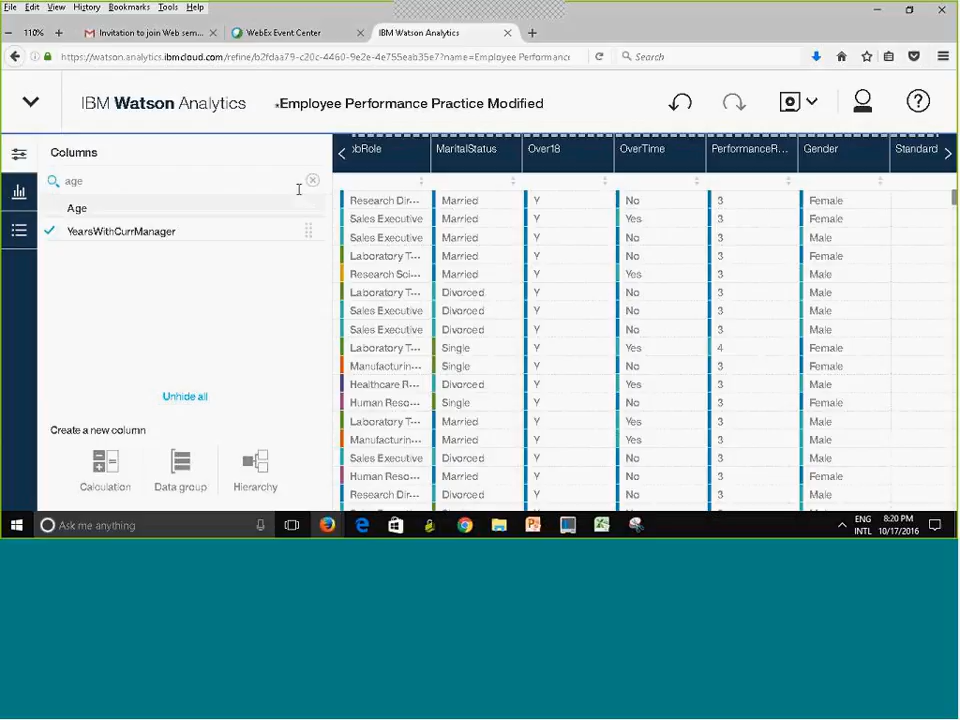 File Edit View History Bookmarks Tools Help
110% Invitation to join Web sem... WebEx Event Center IBM Watson Analytics
https://watson.analytics.ibmcloud.com/refine/b2fdaa79-c20c-4460-9e2e-4e755eab35e7?name=Employee Performance Search
IBM Watson Analytics *Employee Performance Practice Modified
Columns
age
Age
YearsWithCurrManager
Unhide all
Create a new column
Calculation Data group Hierarchy
obRole MaritalStatus Over18 OverTime PerformanceR... Gender Standard
Research Dir--- Married Y No 3 Female
Sales Executive Married Y Yes 3 Female
Sales Executive Married Y No 3 Male
Laboratory T--- Married Y No 3 Female
Research Sci--- Married Y Yes 3 Male
Laboratory T--- Divorced Y No 3 Male
Sales Executive Divorced Y No 3 Male
Sales Executive Divorced Y No 3 Male
Laboratory T--- Single Y Yes 4 Female
Manufacturin--- Single Y No 3 Female
Healthcare R--- Divorced Y Yes 3 Male
Human Reso--- Single Y No 3 Female
Laboratory T--- Married Y Yes 3 Male
Manufacturin--- Married Y Yes 3 Male
Sales Executive Divorced Y No 3 Male
Human Reso--- Married Y No 3 Female
Research Dir--- Divorced Y No 3 Male
Ask me anything
ENG 8:20 PM
INTL 10/17/2016